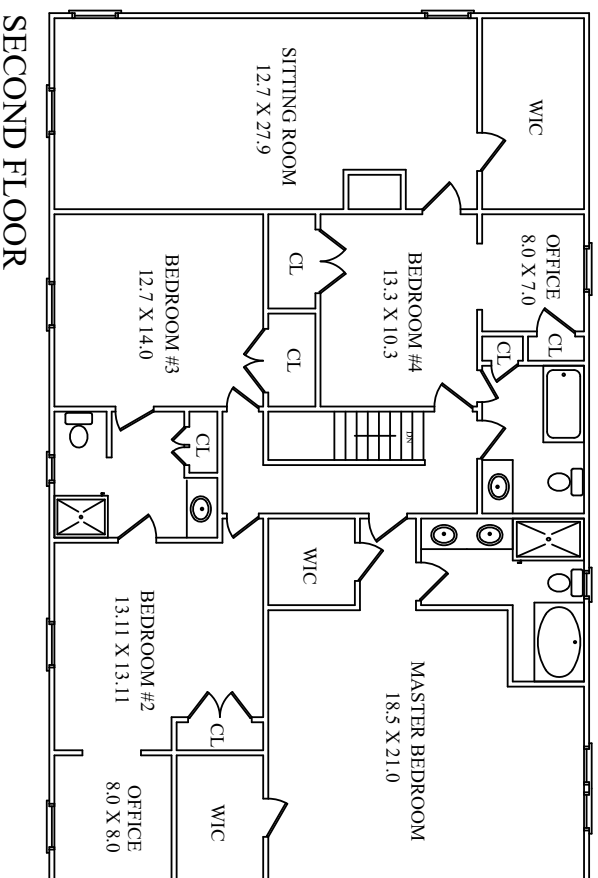 SECOND FLOOR
WIC
OFFICE
8.0 X 7.0
CL
CL
SITTING ROOM
12.7 X 27.9
BEDROOM #4
13.3 X 10.3
CL
CL
DN
BEDROOM #3
12.7 X 14.0
CL
WIC
MASTER BEDROOM
18.5 X 21.0
BEDROOM #2
13.11 X 13.11
CL
WIC
OFFICE
8.0 X 8.0